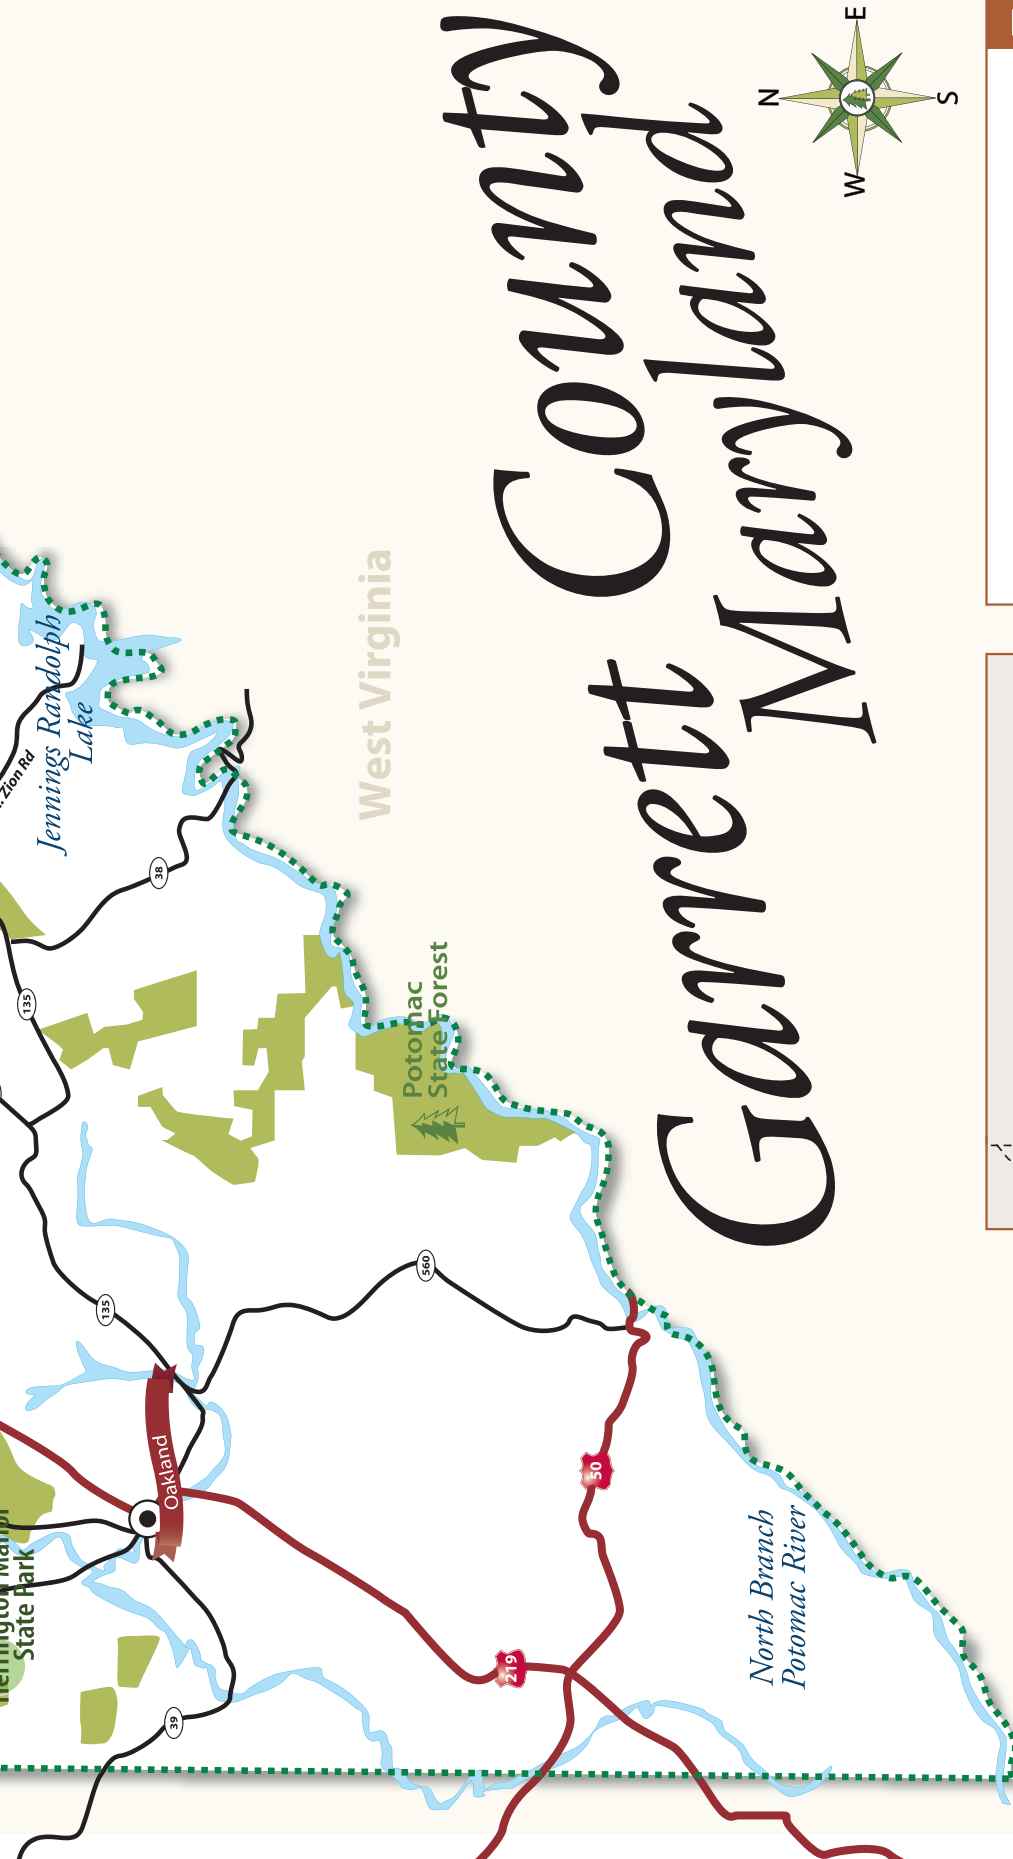 Garrett County
Maryland
N
E
S
W
West Virginia
Jennings Randolph
Lake
. Zion Rd
38
135
Potomac
State Forest
135
560
Oakland
50
219
39
State Park
North Branch
Potomac River